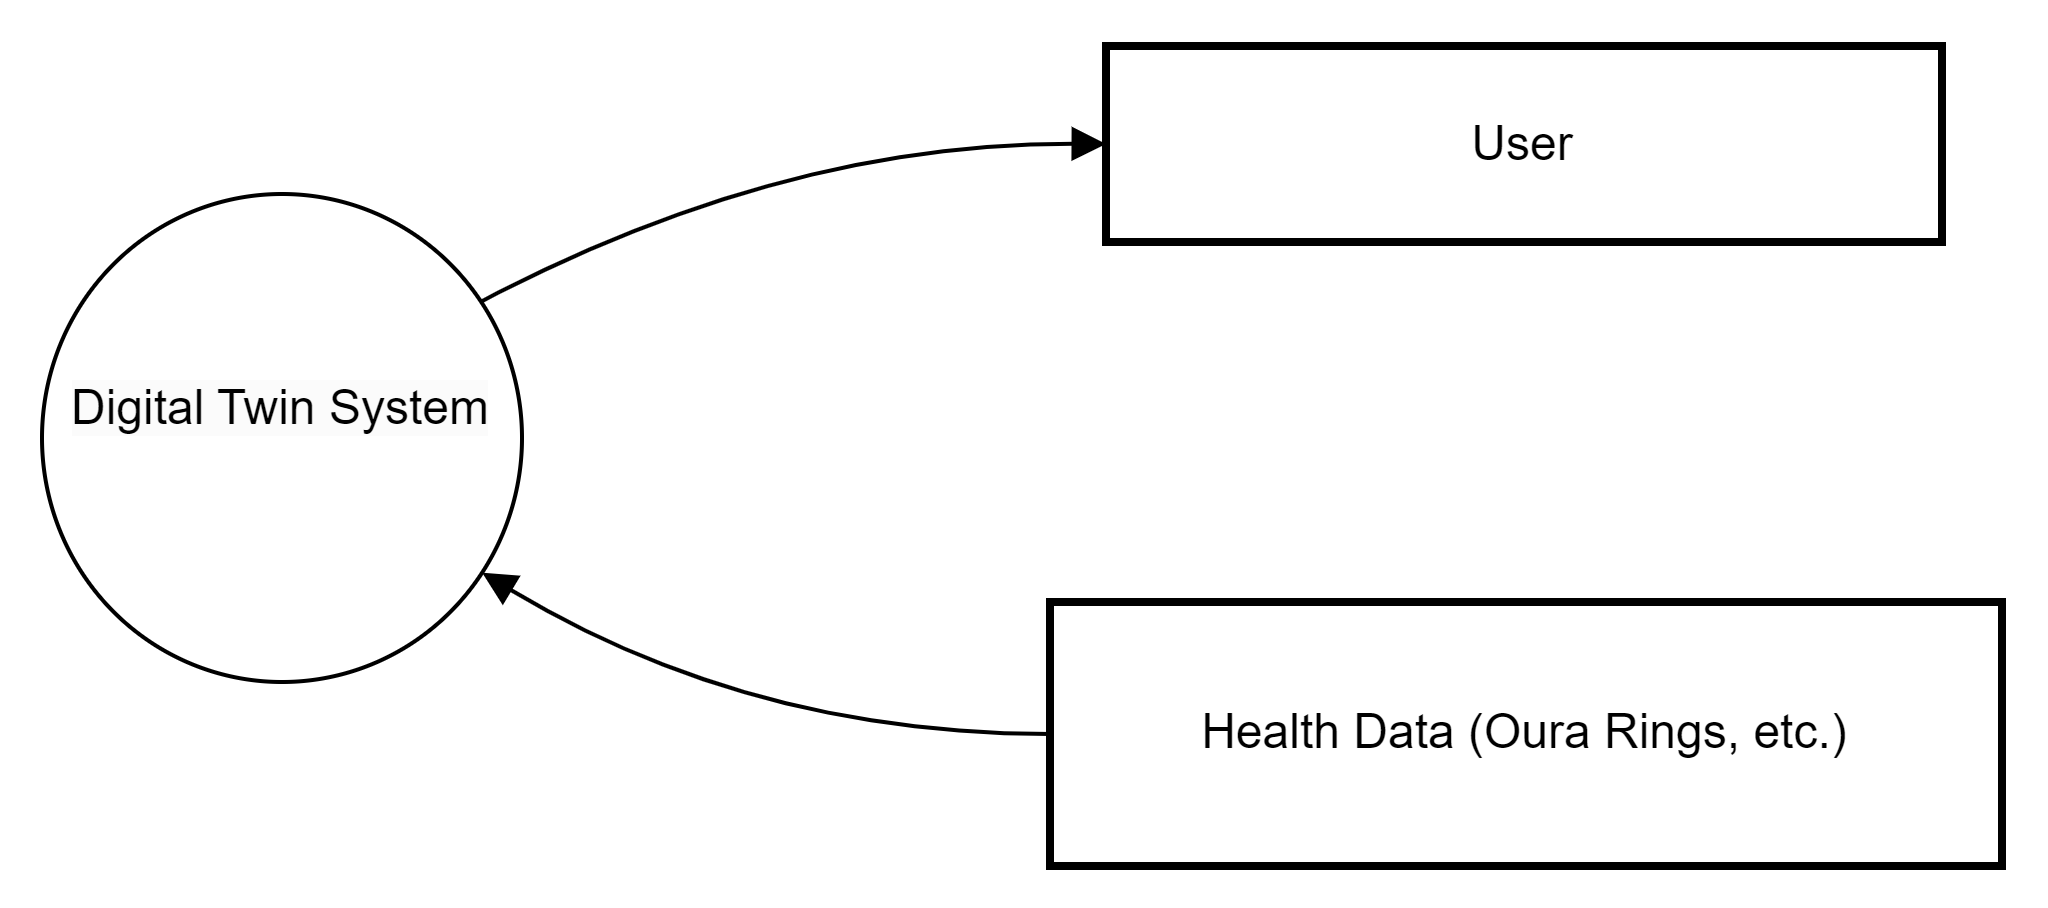 User
Digital Twin System
Health Data (Oura Rings, etc.)